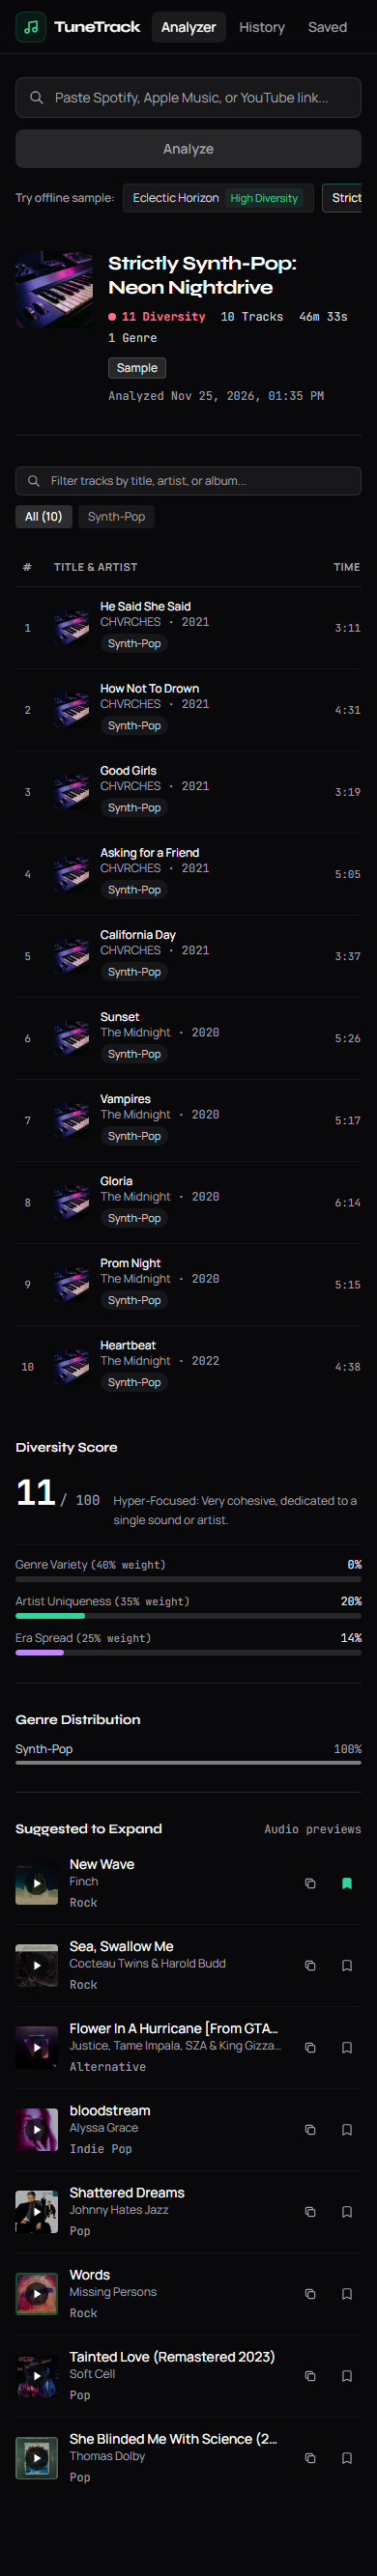 TuneTrack Analyzer History Saved
Paste Spotify, Apple Music, or YouTube link...
Analyze
Try offline sample: Eclectic Horizon High Diversity Strict
Strictly Synth-Pop:
Neon Nightdrive
11 Diversity 10 Tracks 46m 33s
1 Genre
Sample
Analyzed Nov 25, 2026, 01:35 PM
Filter tracks by title, artist, or album...
All (10) Synth-Pop
# TITLE & ARTIST TIME
He Said She Said
1 CHVRCHES · 2021 3:11
Synth-Pop
How Not To Drown
2 CHVRCHES · 2021 4:31
Synth-Pop
Good Girls
3 CHVRCHES · 2021 3:19
Synth-Pop
Asking for a Friend
4 CHVRCHES · 2021 5:05
Synth-Pop
California Day
5 CHVRCHES · 2021 3:37
Synth-Pop
Sunset
6 The Midnight · 2020 5:26
Synth-Pop
Vampires
7 The Midnight · 2020 5:17
Synth-Pop
Gloria
8 The Midnight · 2020 6:14
Synth-Pop
Prom Night
9 The Midnight · 2020 5:15
Synth-Pop
Heartbeat
10 The Midnight · 2022 4:38
Synth-Pop
Diversity Score
11 / 100 Hyper-Focused: Very cohesive, dedicated to a
single sound or artist.
Genre Variety (40% weight) 0%
Artist Uniqueness (35% weight) 20%
Era Spread (25% weight) 14%
Genre Distribution
Synth-Pop 100%
Suggested to Expand Audio previews
New Wave
Finch
Rock
Sea, Swallow Me
Cocteau Twins & Harold Budd
Rock
Flower In A Hurricane [From GTA...
Justice, Tame Impala, SZA & King Gizza...
Alternative
bloodstream
Alyssa Grace
Indie Pop
Shattered Dreams
Johnny Hates Jazz
Pop
Words
Missing Persons
Rock
Tainted Love (Remastered 2023)
Soft Cell
Pop
She Blinded Me With Science (2...
Thomas Dolby
Pop